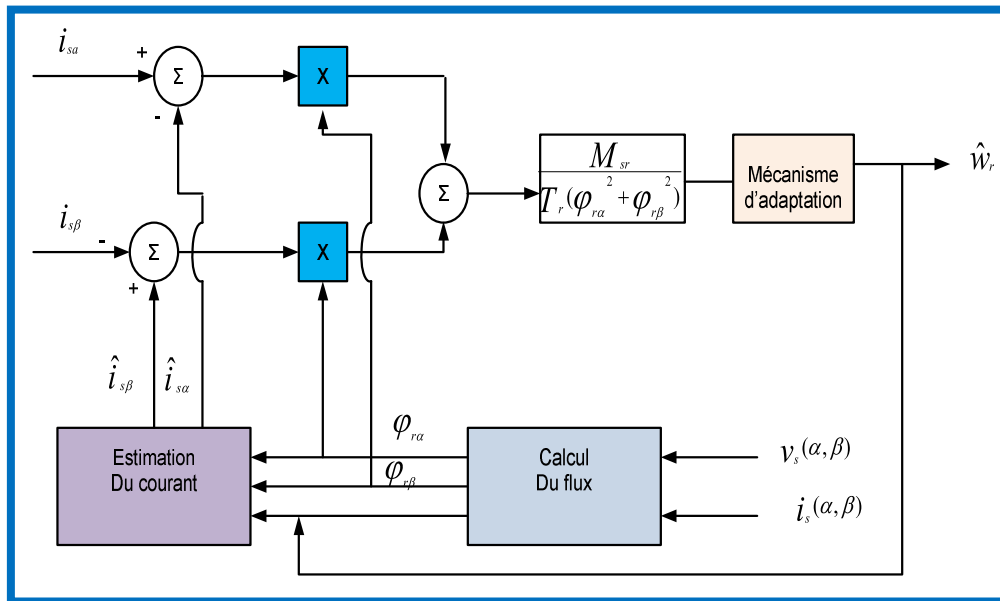 i_sa
+
Σ
-
X
i_sβ
-
Σ
+
X
Σ
M_sr
T_r(φ_rα² + φ_rβ²)
Mécanisme
d'adaptation
ŵ_r
î_sβ
î_sα
Estimation
Du courant
φ_rα
φ_rβ
Calcul
Du flux
v_s(α, β)
i_s(α, β)